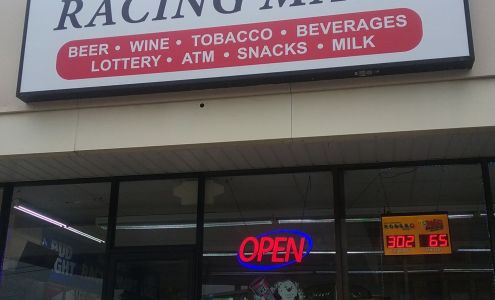 RACING
BEER • WINE • TOBACCO • BEVERAGES
LOTTERY • ATM • SNACKS • MILK
OPEN
302 65